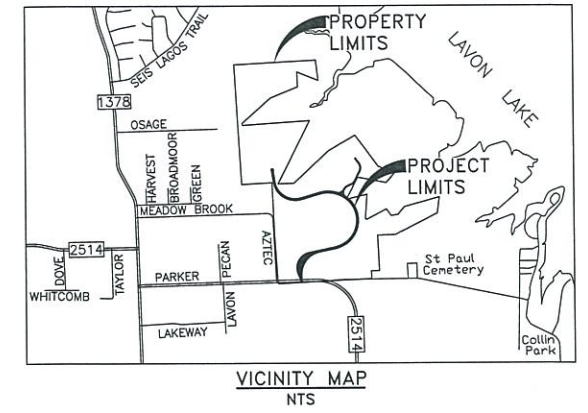 PROPERTY
LIMITS
LAVON LAKE
SEIS LAGOS TRAIL
1378
OSAGE
HARVEST
BROADMOOR
GREEN
MEADOW BROOK
PROJECT
LIMITS
2514
DOVE
TAYLOR
WHITCOMB
PARKER
PECAN
AZTEC
St Paul
Cemetery
LAVON
LAKEWAY
2514
Collin
Park
VICINITY MAP
NTS